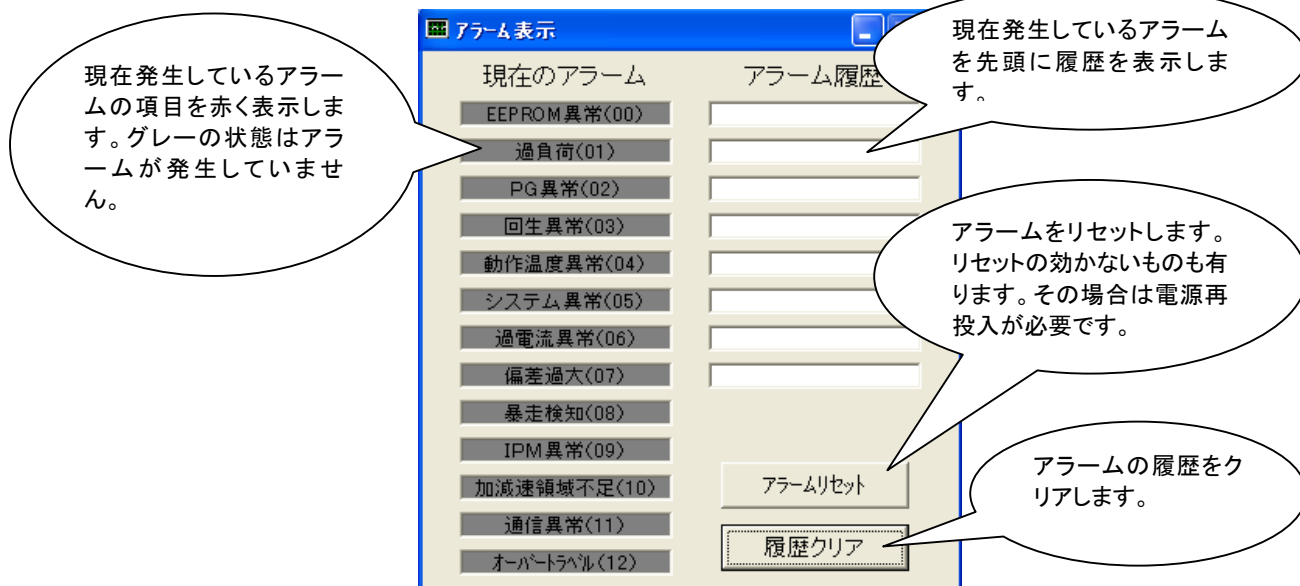 アラーム表示
現在発生しているアラー
ムの項目を赤く表示しま
す。グレーの状態はアラ
ームが発生していませ
ん。
現在のアラーム
EEPROM異常(00)
過負荷(01)
PG異常(02)
回生異常(03)
動作温度異常(04)
システム異常(05)
過電流異常(06)
偏差過大(07)
暴走検知(08)
IPM異常(09)
加減速領域不足(10)
通信異常(11)
オーバートラベル(12)
アラーム履歴
現在発生しているアラーム
を先頭に履歴を表示しま
す。
アラームをリセットします。
リセットの効かないものも有
ります。その場合は電源再
投入が必要です。
アラームリセット
履歴クリア
アラームの履歴をク
リアします。